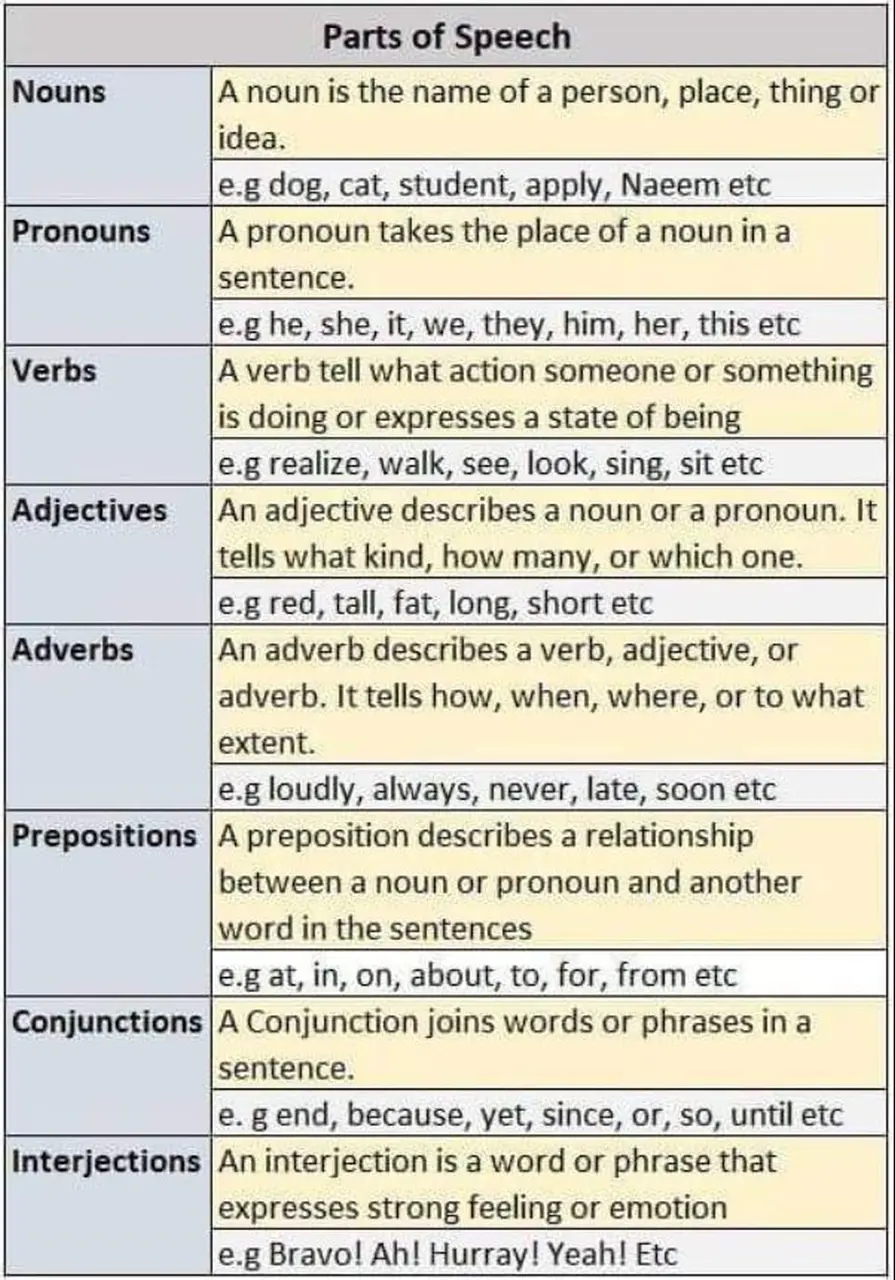 Parts of Speech
Nouns
A noun is the name of a person, place, thing or
idea.
e.g dog, cat, student, apply, Naeem etc
Pronouns
A pronoun takes the place of a noun in a
sentence.
e.g he, she, it, we, they, him, her, this etc
Verbs
A verb tell what action someone or something
is doing or expresses a state of being
e.g realize, walk, see, look, sing, sit etc
Adjectives
An adjective describes a noun or a pronoun. It
tells what kind, how many, or which one.
e.g red, tall, fat, long, short etc
Adverbs
An adverb describes a verb, adjective, or
adverb. It tells how, when, where, or to what
extent.
e.g loudly, always, never, late, soon etc
Prepositions
A preposition describes a relationship
between a noun or pronoun and another
word in the sentences
e.g at, in, on, about, to, for, from etc
Conjunctions
A Conjunction joins words or phrases in a
sentence.
e. g end, because, yet, since, or, so, until etc
Interjections
An interjection is a word or phrase that
expresses strong feeling or emotion
e.g Bravo! Ah! Hurray! Yeah! Etc